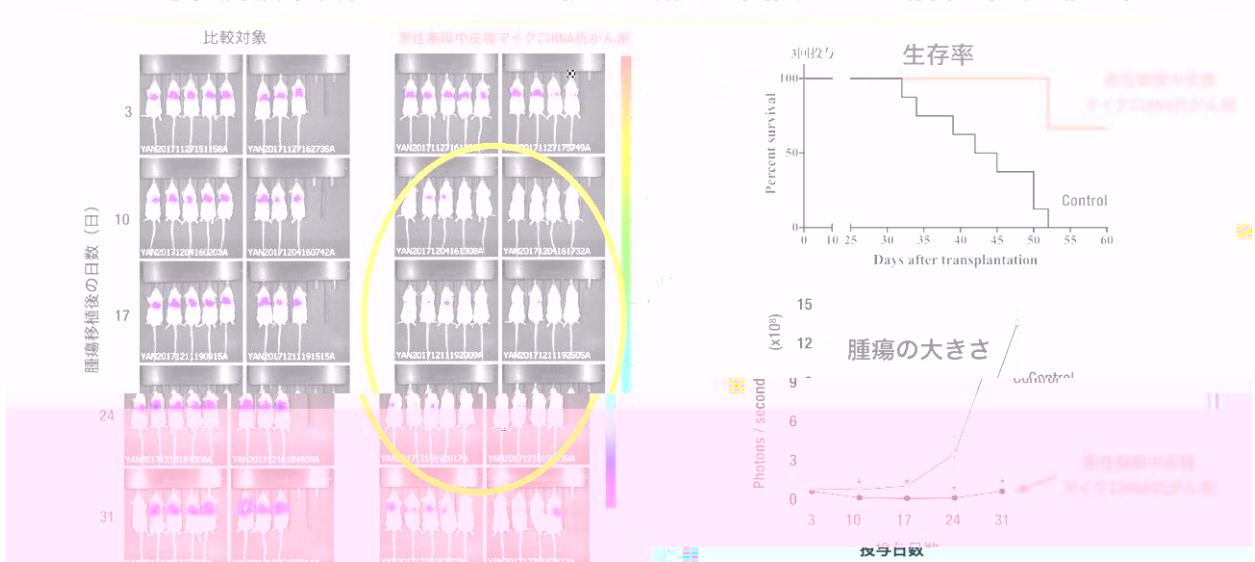 比較対象
悪性胸膜中皮腫マイクロRNA抗がん剤
腫瘍移植後の日数（日）
3
YAN20171127151158A
YAN20171127162735A
10
YAN20171204160203A
YAN20171204160742A
YAN20171204161308A
YAN20171204161732A
17
YAN20171211190915A
YAN20171211191515A
YAN20171211192009A
YAN20171211192505A
24
31
3回投与
生存率
Percent survival
100
50
0
0 10 25 30 35 40 45 50 55 60
Days after transplantation
Control
悪性胸膜中皮腫
マイクロRNA抗がん剤
腫瘍の大きさ
(x10⁸)
Photons / second
15
12
9
6
3
0
Control
* * * * *
悪性胸膜中皮腫
マイクロRNA抗がん剤
3 10 17 24 31
投与日数